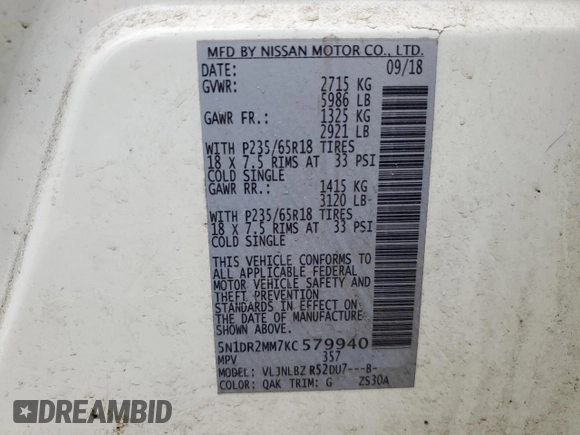 MFD BY NISSAN MOTOR CO., LTD.
DATE: 09/18
GVWR: 2715 KG
5986 LB
GAWR FR.: 1325 KG
2921 LB
WITH P235/65R18 TIRES
18 X 7.5 RIMS AT 33 PSI
COLD SINGLE
GAWR RR.: 1415 KG
3120 LB
WITH P235/65R18 TIRES
18 X 7.5 RIMS AT 33 PSI
COLD SINGLE
THIS VEHICLE CONFORMS TO
ALL APPLICABLE FEDERAL
MOTOR VEHICLE SAFETY AND
THEFT PREVENTION
STANDARDS IN EFFECT ON
THE DATE OF MANUFACTURE
SHOWN ABOVE.
5N1DR2MM7KC579940
MPV 357
MODEL: VLJNLBZ R52DU7---B-
COLOR: QAK TRIM: G ZS30A
DREAMBID